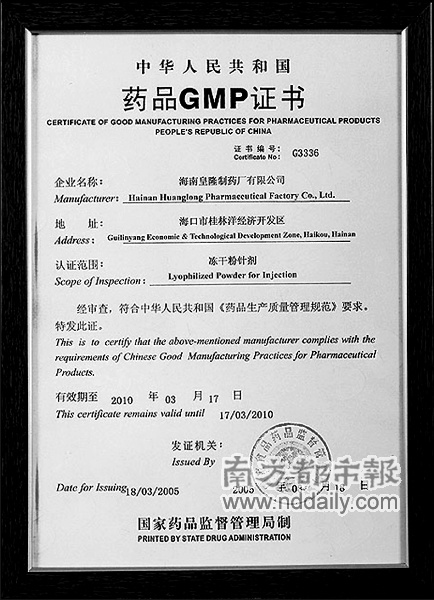 中华人民共和国
药品GMP证书
CERTIFICATE OF GOOD MANUFACTURING PRACTICES FOR PHARMACEUTICAL PRODUCTS
PEOPLE'S REPUBLIC OF CHINA
证书编号:
Certificate No: G3336
企业名称: 海南皇隆制药厂有限公司
Manufacturer: Hainan Huanglong Pharmaceutical Factory Co., Ltd.
地 址: 海口市桂林洋经济开发区
Address: Guilinyang Economic & Technological Development Zone, Haikou, Hainan
认证范围: 冻干粉针剂
Scope of Inspection: Lyophilized Powder for Injection
经审查,符合中华人民共和国《药品生产质量管理规范》要求。
特发此证。
This is to certify that the above-mentioned manufacturer complies with the
requirements of Chinese Good Manufacturing Practices for Pharmaceutical
Products.
有效期至 2010 年 03 月 17 日
This certificate remains valid until 17/03/2010
发证机关:
Issued By
南方都市報
www.nddaily.com
Date for Issuing 18/03/2005
年 月 18 日
国家药品监督管理局制
PRINTED BY STATE DRUG ADMINISTRATION